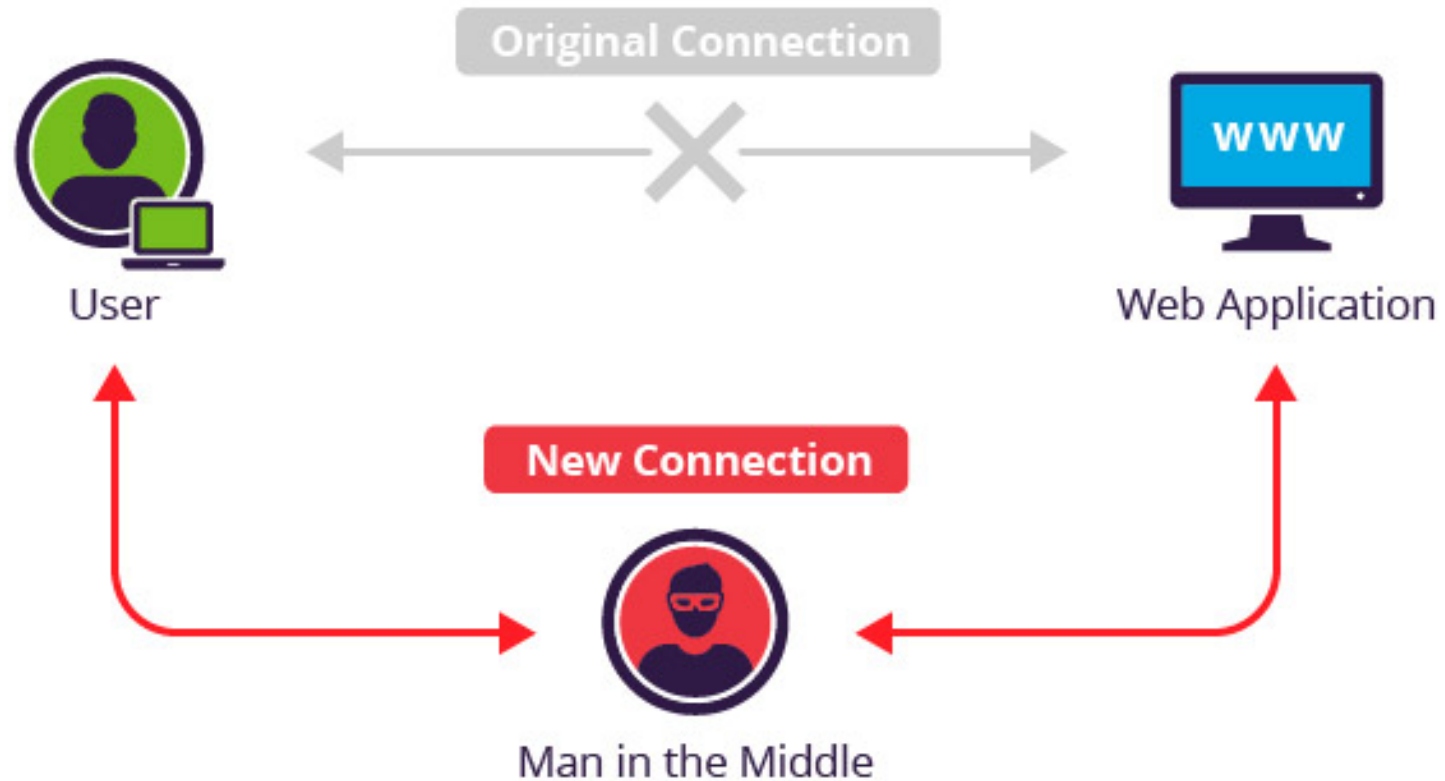 Original Connection
www
User
Web Application
New Connection
Man in the Middle